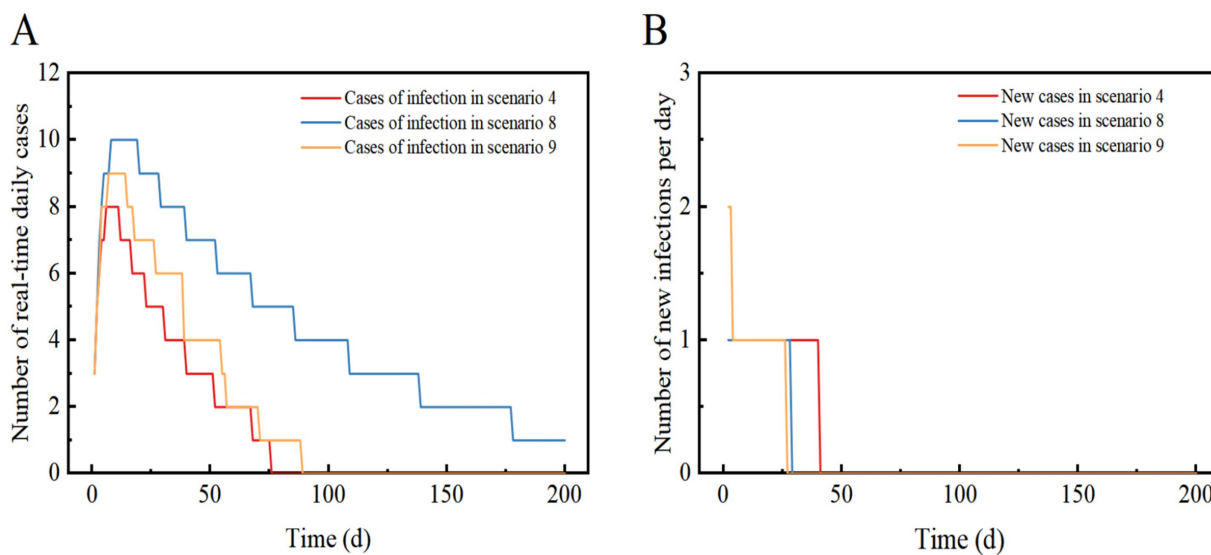 A
Number of real-time daily cases
12
10
8
6
4
2
0
Cases of infection in scenario 4
Cases of infection in scenario 8
Cases of infection in scenario 9
0 50 100 150 200
Time (d)
B
Number of new infections per day
3
2
1
0
New cases in scenario 4
New cases in scenario 8
New cases in scenario 9
0 50 100 150 200
Time (d)